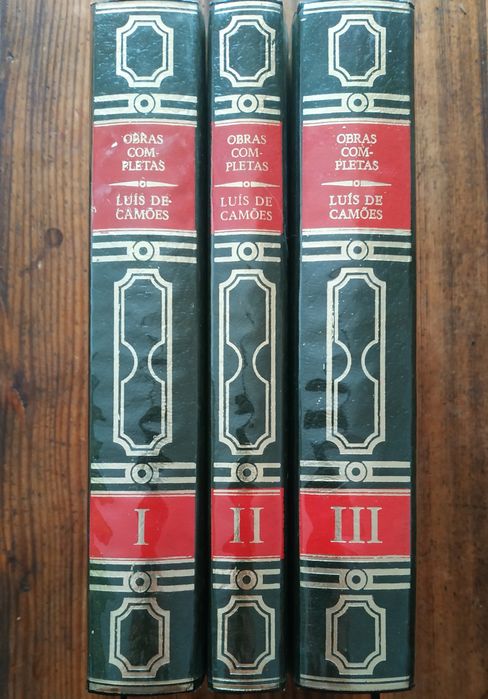 OBRAS
COM-
PLETAS
LUÍS DE
CAMÕES
I
OBRAS
COM-
PLETAS
LUÍS DE
CAMÕES
II
OBRAS
COM-
PLETAS
LUÍS DE
CAMÕES
III